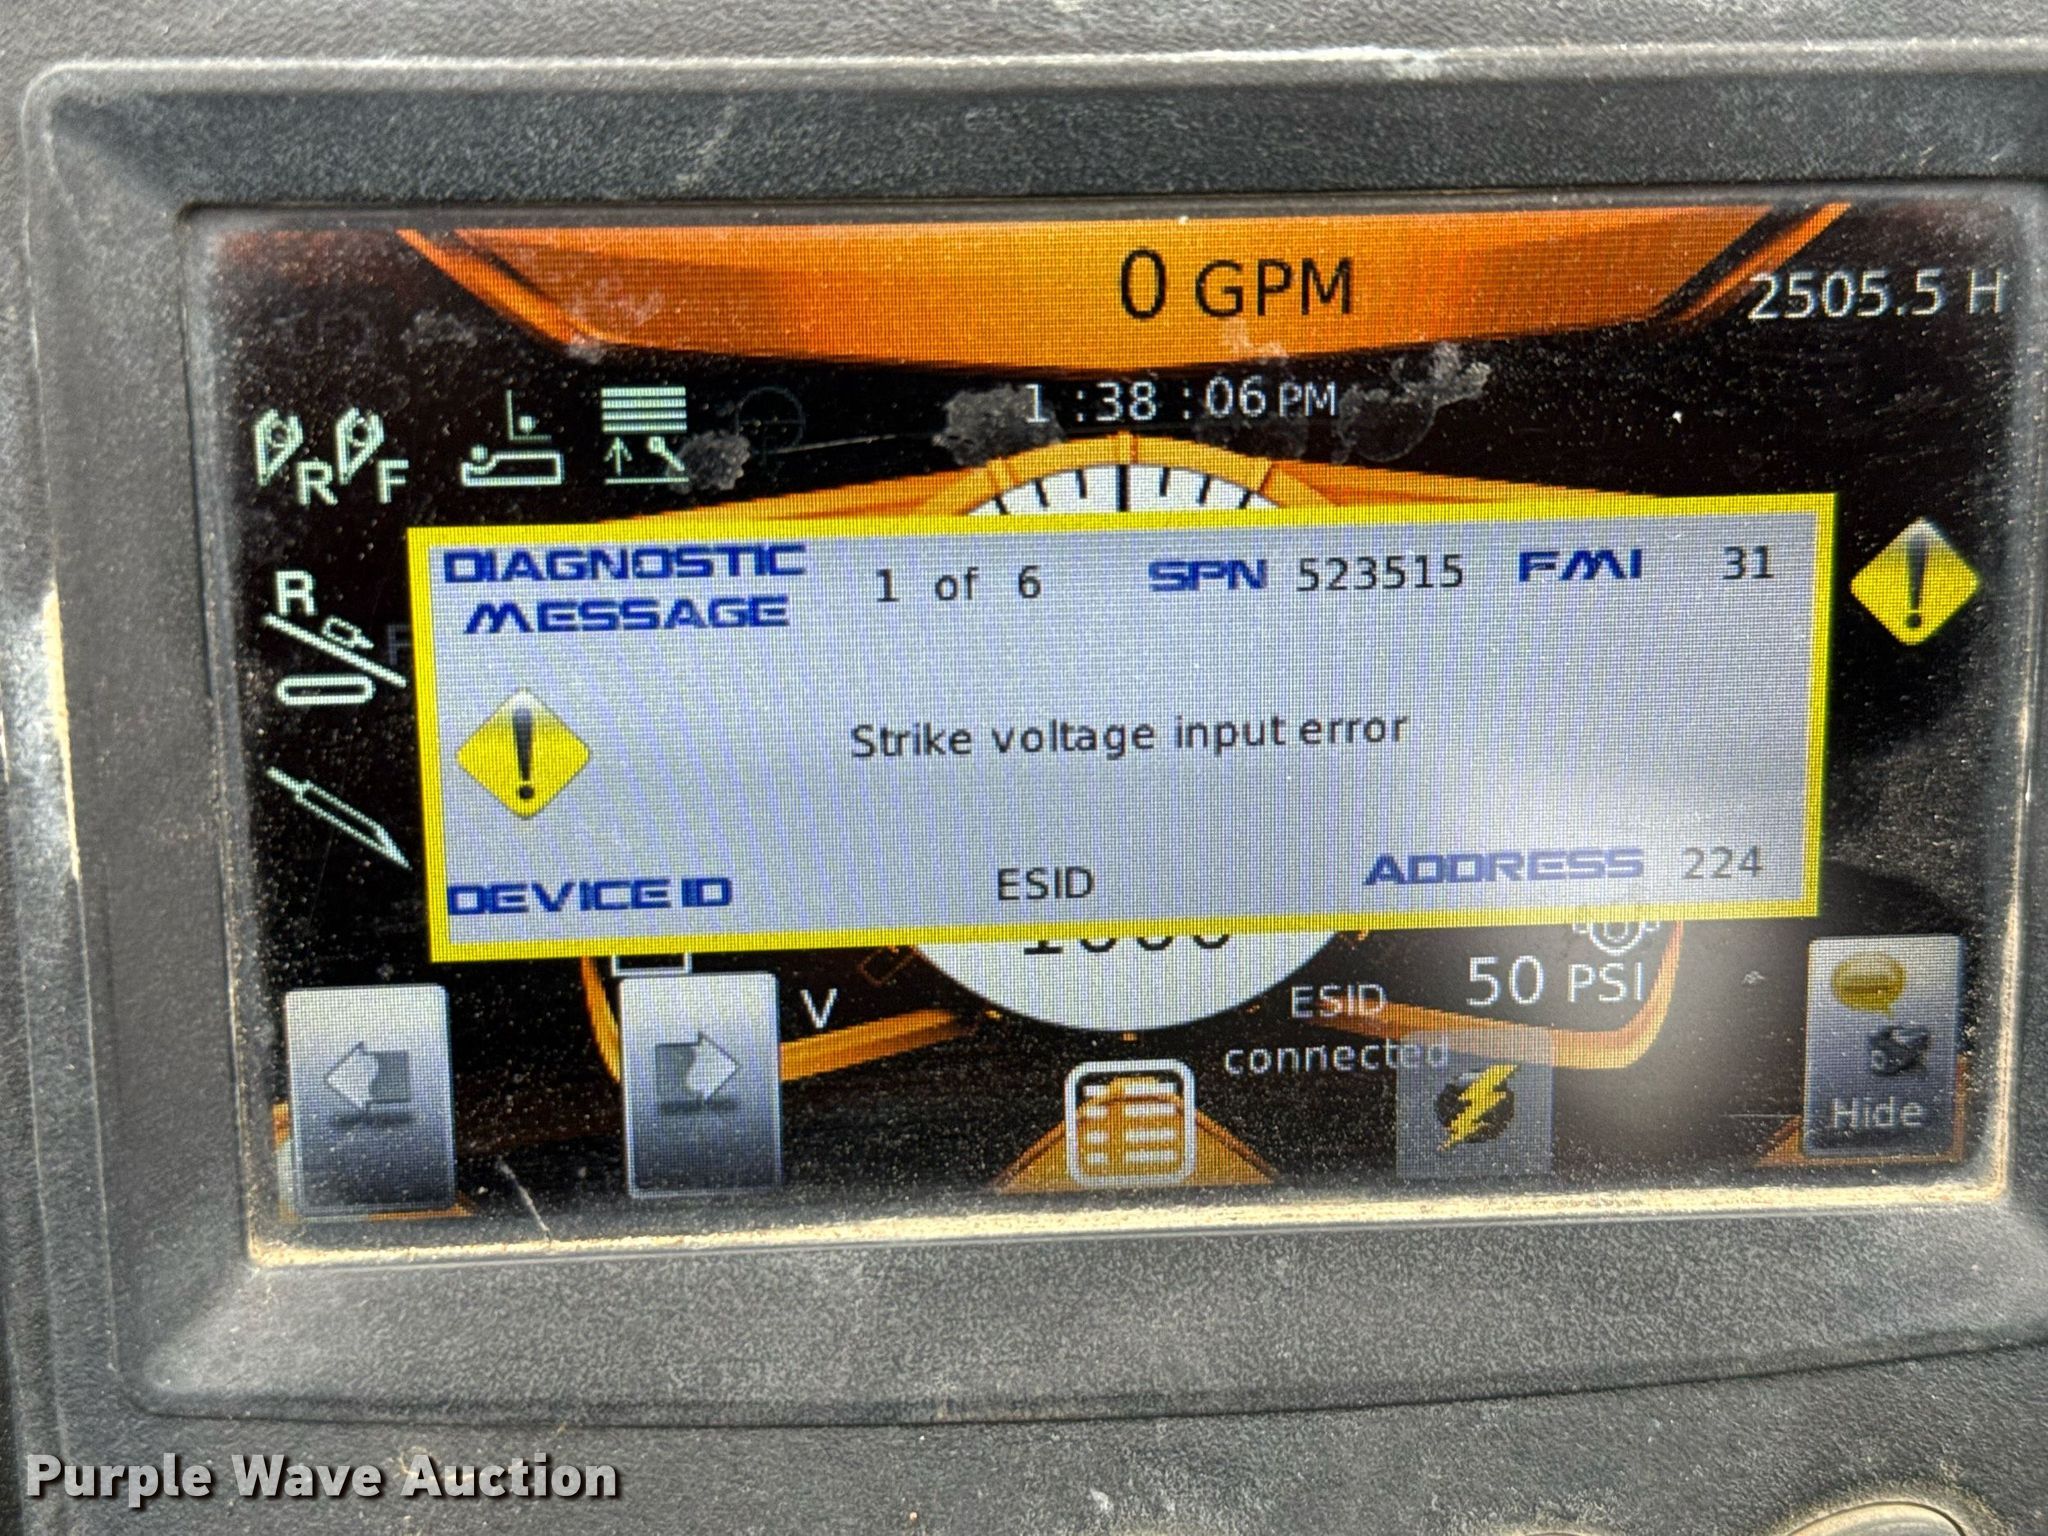 0 GPM
2505.5 H
1:38:06 PM
R F
R
DIAGNOSTIC MESSAGE
1 of 6
SPN 523515 FMI 31
Strike voltage input error
DEVICE ID ESID ADDRESS 224
V
ESID connected
50 PSI
Hide
Purple Wave Auction